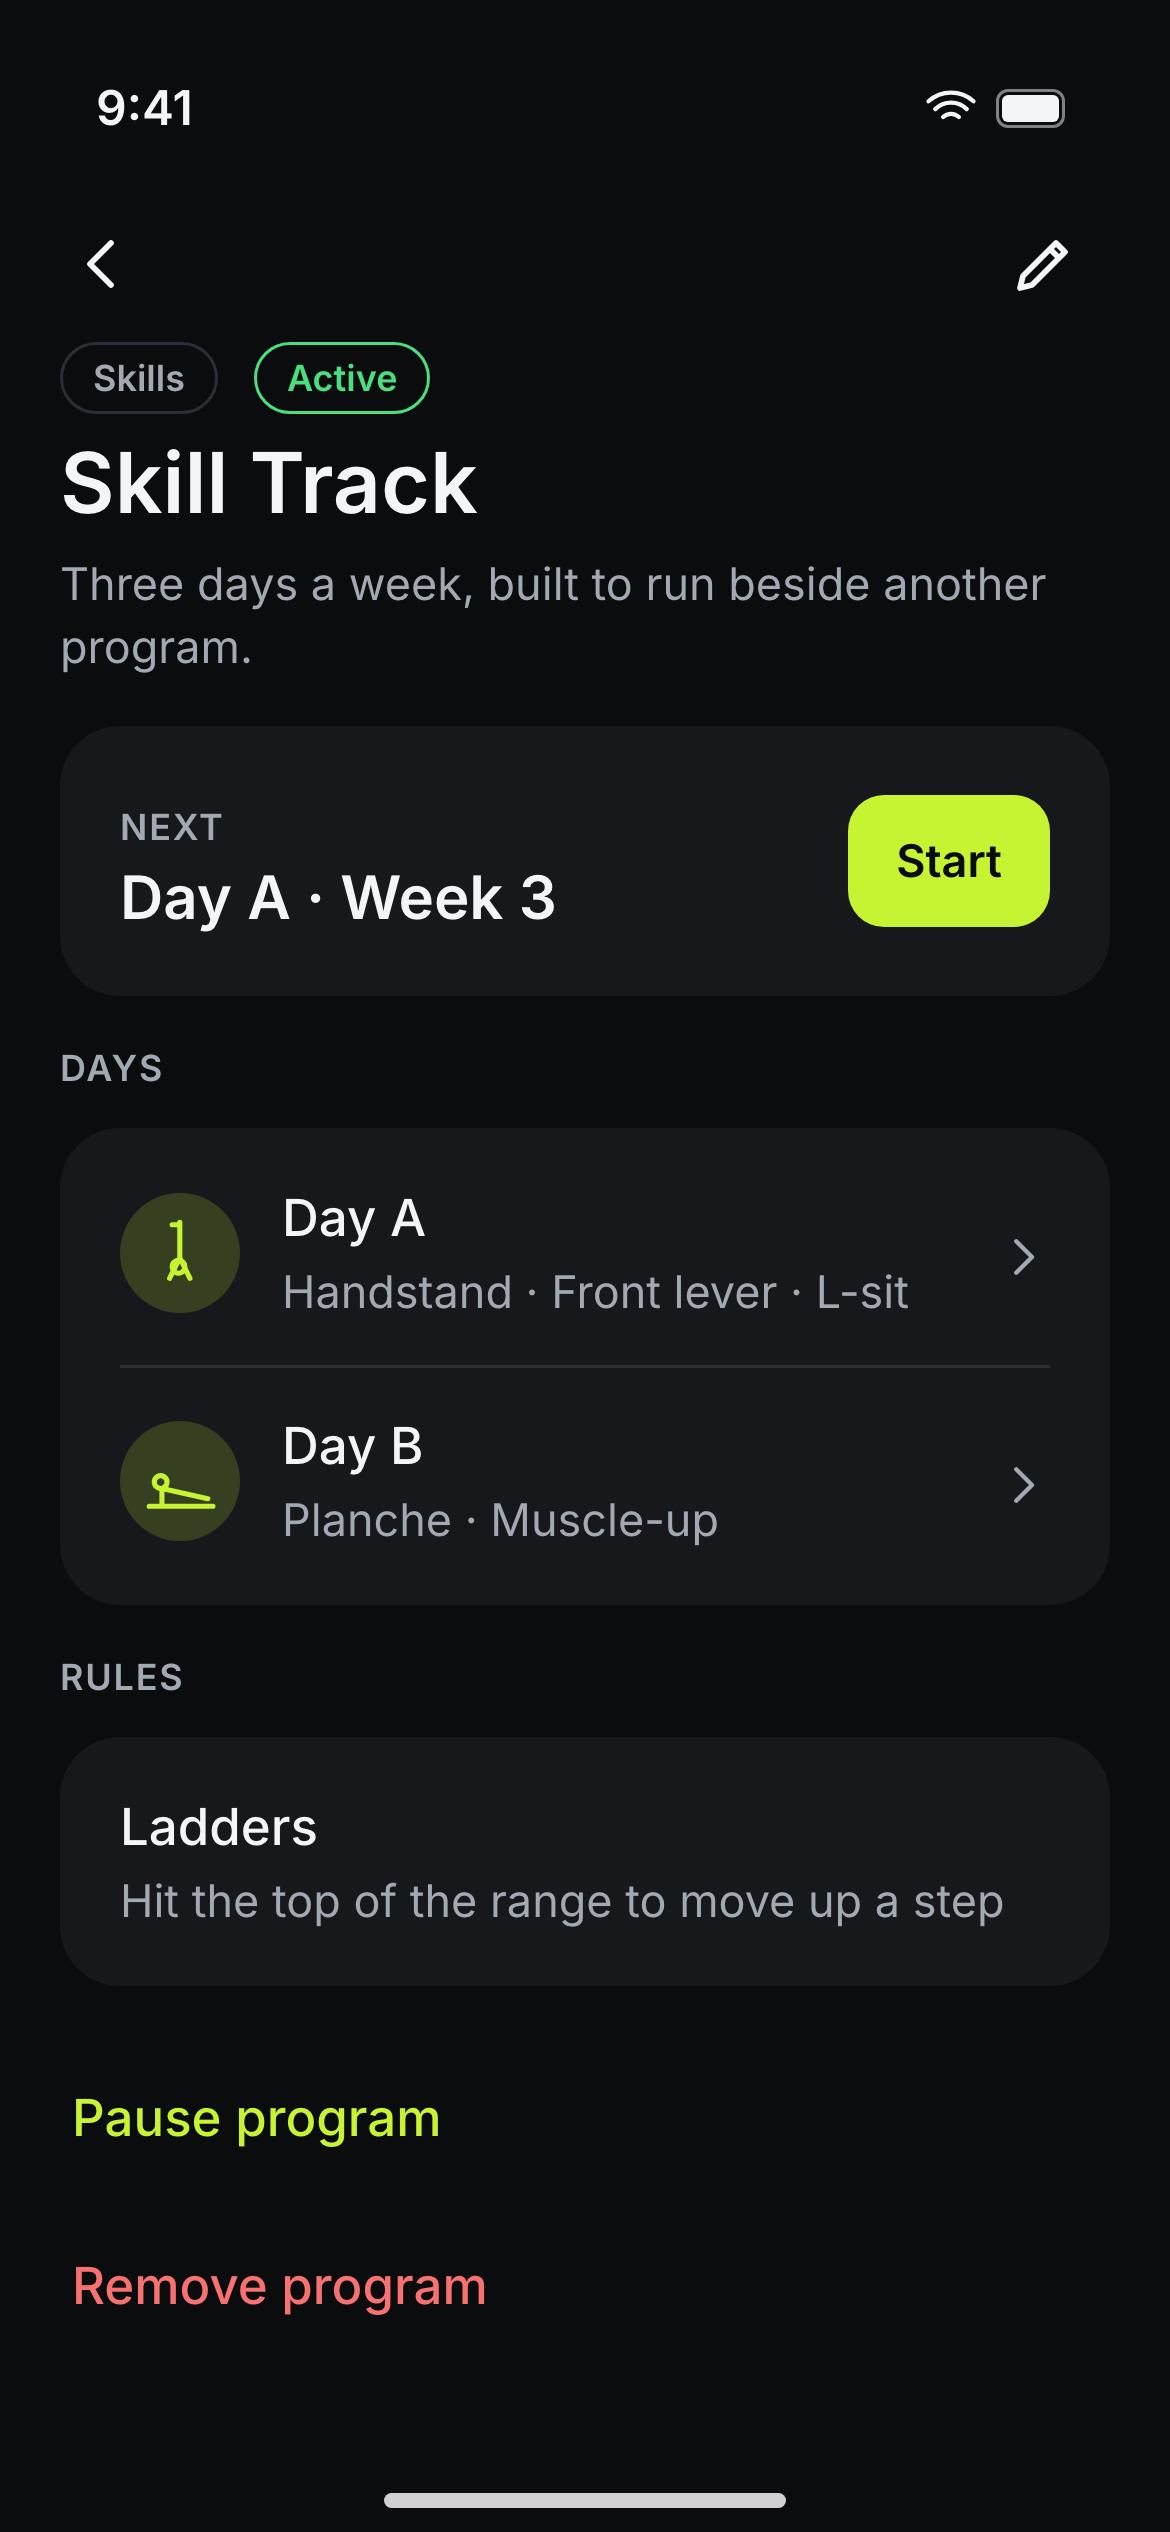 9:41
Skills
Active
Skill Track
Three days a week, built to run beside another
program.
NEXT
Day A · Week 3
Start
DAYS
Day A
Handstand · Front lever · L-sit
Day B
Planche · Muscle-up
RULES
Ladders
Hit the top of the range to move up a step
Pause program
Remove program